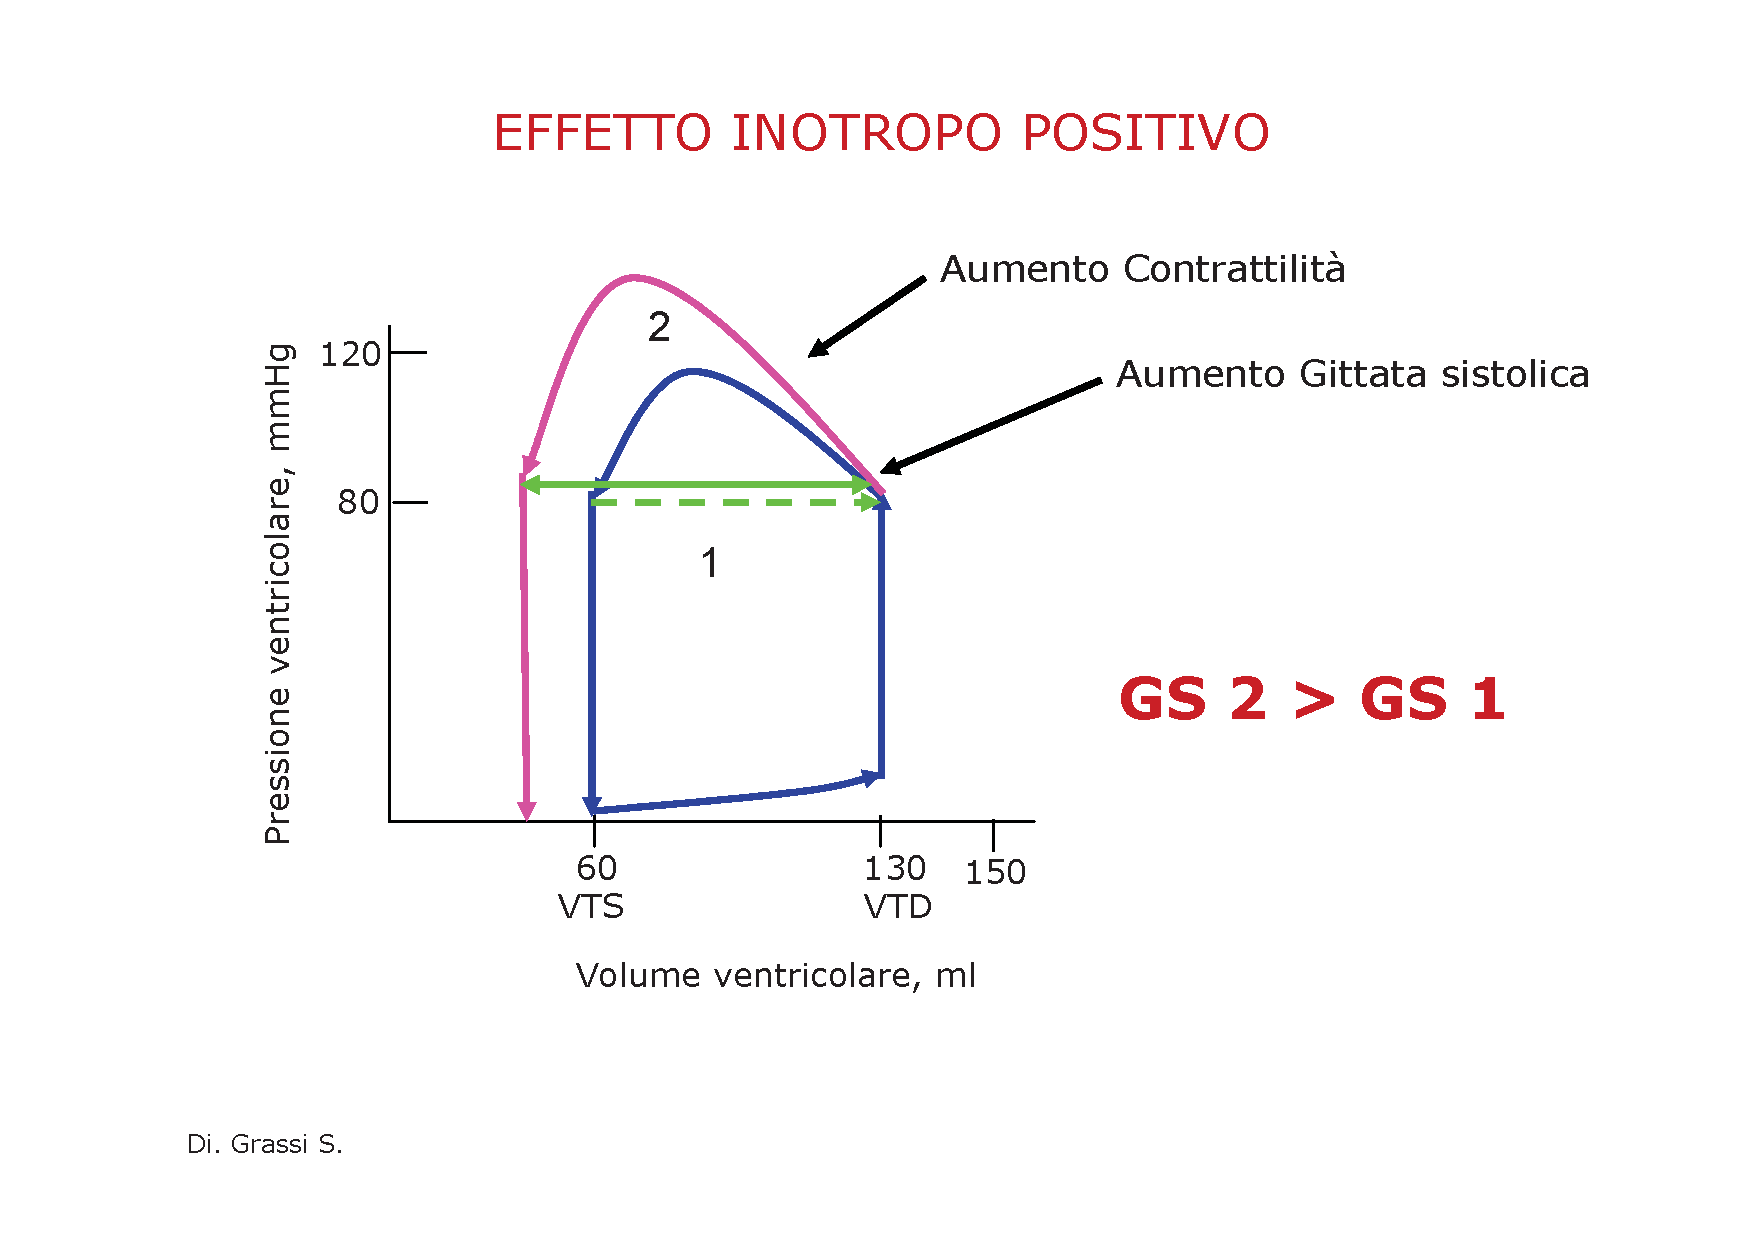 EFFETTO INOTROPO POSITIVO
Aumento Contrattilità
2
120
Aumento Gittata sistolica
80
1
Pressione ventricolare, mmHg
GS 2 > GS 1
60
130
150
VTS
VTD
Volume ventricolare, ml
Di. Grassi S.